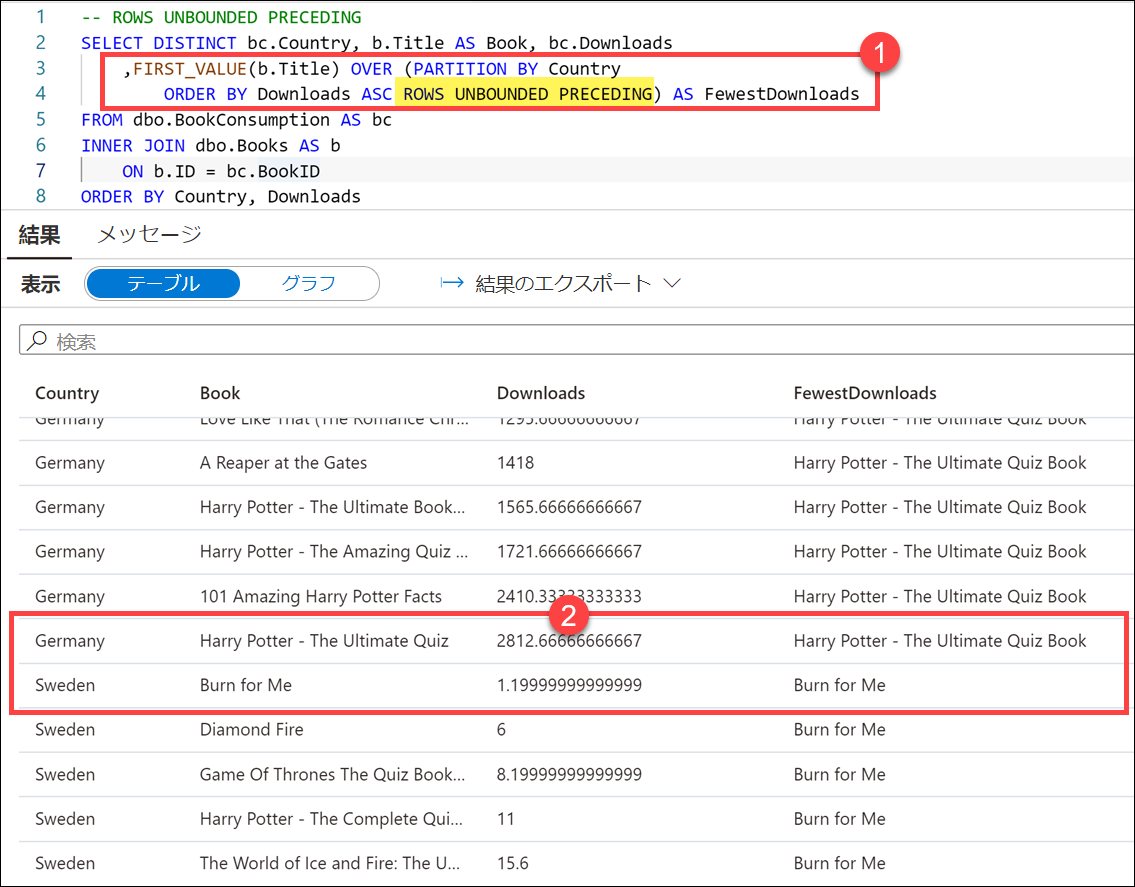 1 -- ROWS UNBOUNDED PRECEDING
2 SELECT DISTINCT bc.Country, b.Title AS Book, bc.Downloads
1
3 ,FIRST_VALUE(b.Title) OVER (PARTITION BY Country
4 ORDER BY Downloads ASC ROWS UNBOUNDED PRECEDING) AS FewestDownloads
5 FROM dbo.BookConsumption AS bc
6 INNER JOIN dbo.Books AS b
7 ON b.ID = bc.BookID
8 ORDER BY Country, Downloads
結果 メッセージ
表示 テーブル グラフ 結果のエクスポート
検索
Country Book Downloads FewestDownloads
Germany Love Like That (The Romance Chr... 1295.66666666667 Harry Potter - The Ultimate Quiz Book
Germany A Reaper at the Gates 1418 Harry Potter - The Ultimate Quiz Book
Germany Harry Potter - The Ultimate Book... 1565.66666666667 Harry Potter - The Ultimate Quiz Book
Germany Harry Potter - The Amazing Quiz ... 1721.66666666667 Harry Potter - The Ultimate Quiz Book
Germany 101 Amazing Harry Potter Facts 2410.33333333333 Harry Potter - The Ultimate Quiz Book
2
Germany Harry Potter - The Ultimate Quiz 2812.66666666667 Harry Potter - The Ultimate Quiz Book
Sweden Burn for Me 1.19999999999999 Burn for Me
Sweden Diamond Fire 6 Burn for Me
Sweden Game Of Thrones The Quiz Book... 8.19999999999999 Burn for Me
Sweden Harry Potter - The Complete Qui... 11 Burn for Me
Sweden The World of Ice and Fire: The U... 15.6 Burn for Me